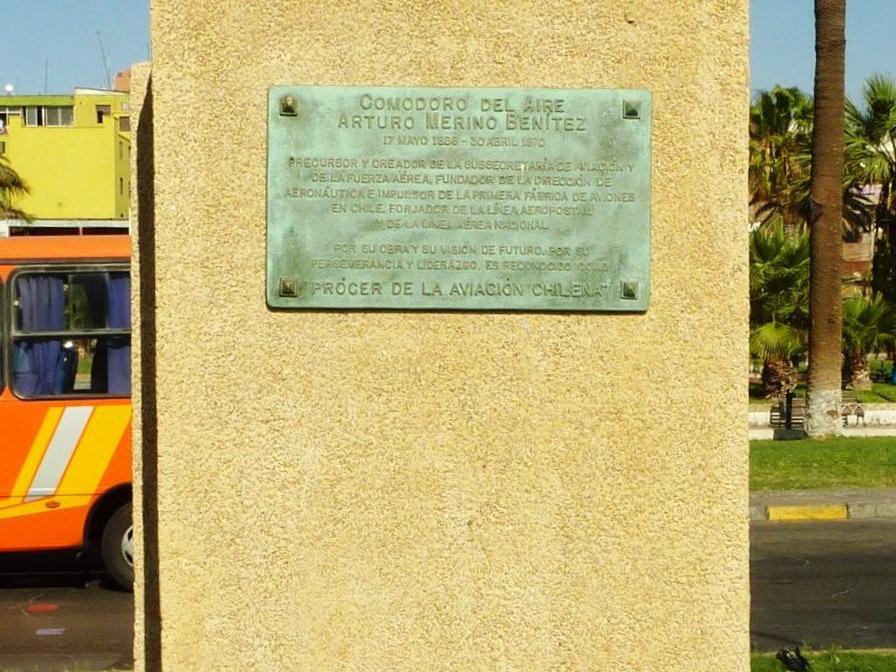 COMODORO DEL AIRE
ARTURO MERINO BENÍTEZ
17 MAYO 1888 - 30 ABRIL 1970
PRECURSOR Y CREADOR DE LA SUBSECRETARÍA DE AVIACIÓN Y
DE LA FUERZA AÉREA, FUNDADOR DE LA DIRECCIÓN DE
AERONÁUTICA E IMPULSOR DE LA PRIMERA FÁBRICA DE AVIONES
EN CHILE, FORJADOR DE LA LÍNEA AEROPOSTAL
Y DE LA LÍNEA AÉREA NACIONAL
POR SU OBRA Y SU VISIÓN DE FUTURO, POR SU
PERSEVERANCIA Y LIDERAZGO, ES RECONOCIDO COMO
"PRÓCER DE LA AVIACIÓN CHILENA"